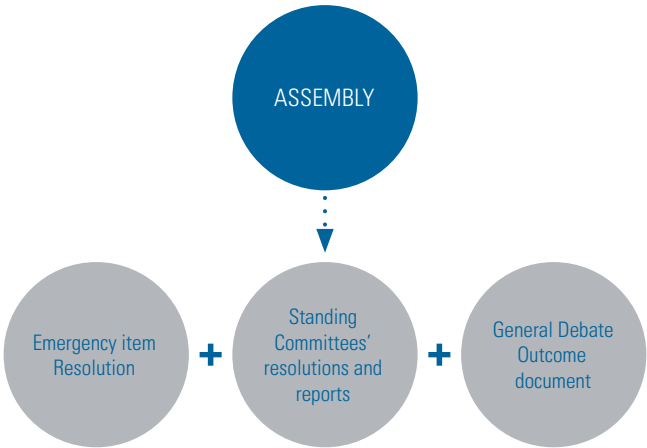 ASSEMBLY
Emergency item
Resolution
+
Standing
Committees’
resolutions and
reports
+
General Debate
Outcome
document